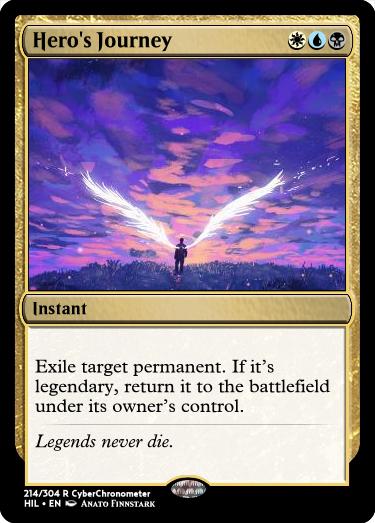 Hero's Journey
Instant
Exile target permanent. If it's
legendary, return it to the battlefield
under its owner's control.
Legends never die.
214/304 R CyberChronometer
HIL • EN Anato Finnstark